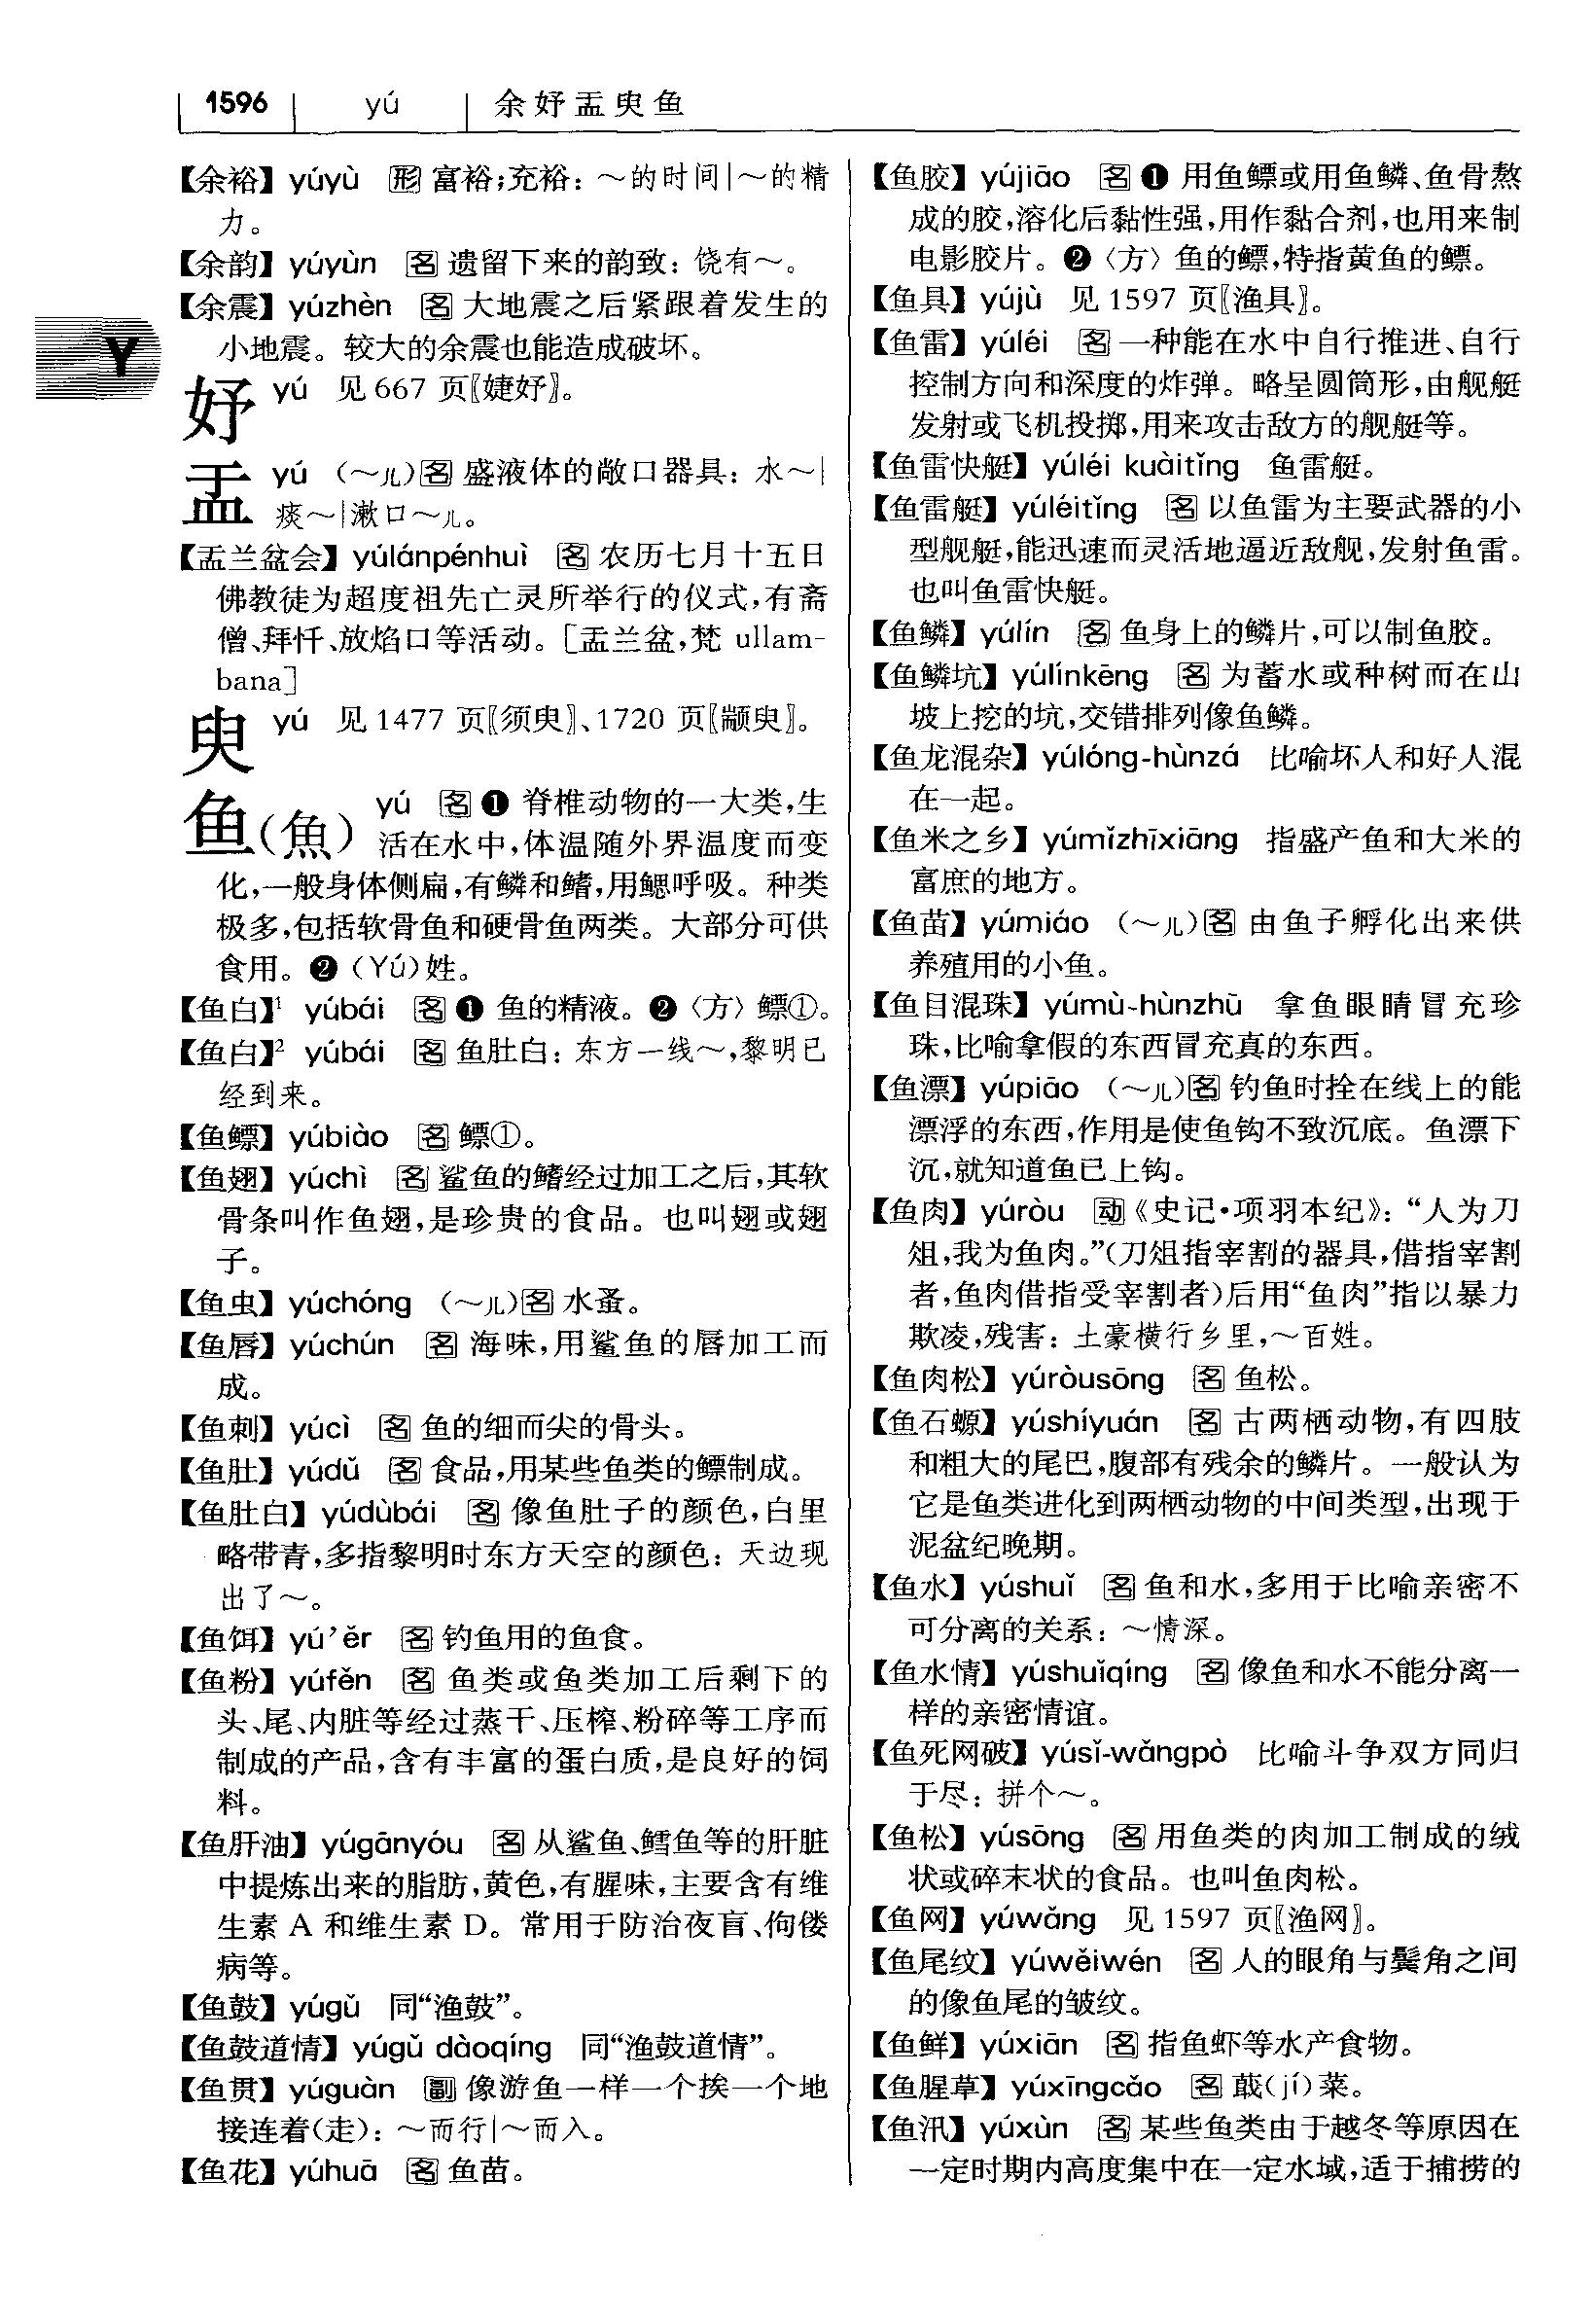 1596 yú 余妤盂臾鱼
【余裕】yúyù 形 富裕;充裕: ～的时间|～的精
力。
【余韵】yúyùn 名 遗留下来的韵致: 饶有～。
【余震】yúzhèn 名 大地震之后紧跟着发生的
小地震。较大的余震也能造成破坏。
Y
妤 yú 见 667 页〖婕妤〗。
盂 yú (～儿)名 盛液体的敞口器具: 水～|
痰～|漱口～儿。
【盂兰盆会】yúlánpénhuì 名 农历七月十五日
佛教徒为超度祖先亡灵所举行的仪式,有斋
僧、拜忏、放焰口等活动。[盂兰盆,梵 ullam-
bana]
臾 yú 见 1477 页〖须臾〗、1720 页〖颛臾〗。
鱼(魚) yú 名 ❶ 脊椎动物的一大类,生
活在水中,体温随外界温度而变
化,一般身体侧扁,有鳞和鳍,用鳃呼吸。种类
极多,包括软骨鱼和硬骨鱼两类。大部分可供
食用。❷ (Yú)姓。
【鱼白】¹ yúbái 名 ❶ 鱼的精液。❷〈方〉鳔①。
【鱼白】² yúbái 名 鱼肚白: 东方一线～,黎明已
经到来。
【鱼鳔】yúbiào 名 鳔①。
【鱼翅】yúchì 名 鲨鱼的鳍经过加工之后,其软
骨条叫作鱼翅,是珍贵的食品。也叫翅或翅
子。
【鱼虫】yúchóng (～儿)名 水蚤。
【鱼唇】yúchún 名 海味,用鲨鱼的唇加工而
成。
【鱼刺】yúcì 名 鱼的细而尖的骨头。
【鱼肚】yúdǔ 名 食品,用某些鱼类的鳔制成。
【鱼肚白】yúdùbái 名 像鱼肚子的颜色,白里
略带青,多指黎明时东方天空的颜色: 天边现
出了～。
【鱼饵】yú’ěr 名 钓鱼用的鱼食。
【鱼粉】yúfěn 名 鱼类或鱼类加工后剩下的
头、尾、内脏等经过蒸干、压榨、粉碎等工序而
制成的产品,含有丰富的蛋白质,是良好的饲
料。
【鱼肝油】yúgānyóu 名 从鲨鱼、鳕鱼等的肝脏
中提炼出来的脂肪,黄色,有腥味,主要含有维
生素 A 和维生素 D。常用于防治夜盲、佝偻
病等。
【鱼鼓】yúgǔ 同“渔鼓”。
【鱼鼓道情】yúgǔ dàoqíng 同“渔鼓道情”。
【鱼贯】yúguàn 副 像游鱼一样一个挨一个地
接连着(走): ～而行|～而入。
【鱼花】yúhuā 名 鱼苗。
【鱼胶】yújiāo 名 ❶ 用鱼鳔或用鱼鳞、鱼骨熬
成的胶,溶化后黏性强,用作黏合剂,也用来制
电影胶片。❷〈方〉鱼的鳔,特指黄鱼的鳔。
【鱼具】yújù 见 1597 页〖渔具〗。
【鱼雷】yúléi 名 一种能在水中自行推进、自行
控制方向和深度的炸弹。略呈圆筒形,由舰艇
发射或飞机投掷,用来攻击敌方的舰艇等。
【鱼雷快艇】yúléi kuàitǐng 鱼雷艇。
【鱼雷艇】yúléitǐng 名 以鱼雷为主要武器的小
型舰艇,能迅速而灵活地逼近敌舰,发射鱼雷。
也叫鱼雷快艇。
【鱼鳞】yúlín 名 鱼身上的鳞片,可以制鱼胶。
【鱼鳞坑】yúlínkēng 名 为蓄水或种树而在山
坡上挖的坑,交错排列像鱼鳞。
【鱼龙混杂】yúlóng-hùnzá 比喻坏人和好人混
在一起。
【鱼米之乡】yúmǐzhīxiāng 指盛产鱼和大米的
富庶的地方。
【鱼苗】yúmiáo (～儿)名 由鱼子孵化出来供
养殖用的小鱼。
【鱼目混珠】yúmù-hùnzhū 拿鱼眼睛冒充珍
珠,比喻拿假的东西冒充真的东西。
【鱼漂】yúpiāo (～儿)名 钓鱼时拴在线上的能
漂浮的东西,作用是使鱼钩不致沉底。鱼漂下
沉,就知道鱼已上钩。
【鱼肉】yúròu 动《史记·项羽本纪》: “人为刀
俎,我为鱼肉。”(刀俎指宰割的器具,借指宰割
者,鱼肉借指受宰割者)后用“鱼肉”指以暴力
欺凌,残害: 土豪横行乡里,～百姓。
【鱼肉松】yúròusōng 名 鱼松。
【鱼石螈】yúshíyuán 名 古两栖动物,有四肢
和粗大的尾巴,腹部有残余的鳞片。一般认为
它是鱼类进化到两栖动物的中间类型,出现于
泥盆纪晚期。
【鱼水】yúshuǐ 名 鱼和水,多用于比喻亲密不
可分离的关系: ～情深。
【鱼水情】yúshuǐqíng 名 像鱼和水不能分离一
样的亲密情谊。
【鱼死网破】yúsǐ-wǎngpò 比喻斗争双方同归
于尽: 拼个～。
【鱼松】yúsōng 名 用鱼类的肉加工制成的绒
状或碎末状的食品。也叫鱼肉松。
【鱼网】yúwǎng 见 1597 页〖渔网〗。
【鱼尾纹】yúwěiwén 名 人的眼角与鬓角之间
的像鱼尾的皱纹。
【鱼鲜】yúxiān 名 指鱼虾等水产食物。
【鱼腥草】yúxīngcǎo 名 蕺(jí)菜。
【鱼汛】yúxùn 名 某些鱼类由于越冬等原因在
一定时期内高度集中在一定水域,适于捕捞的